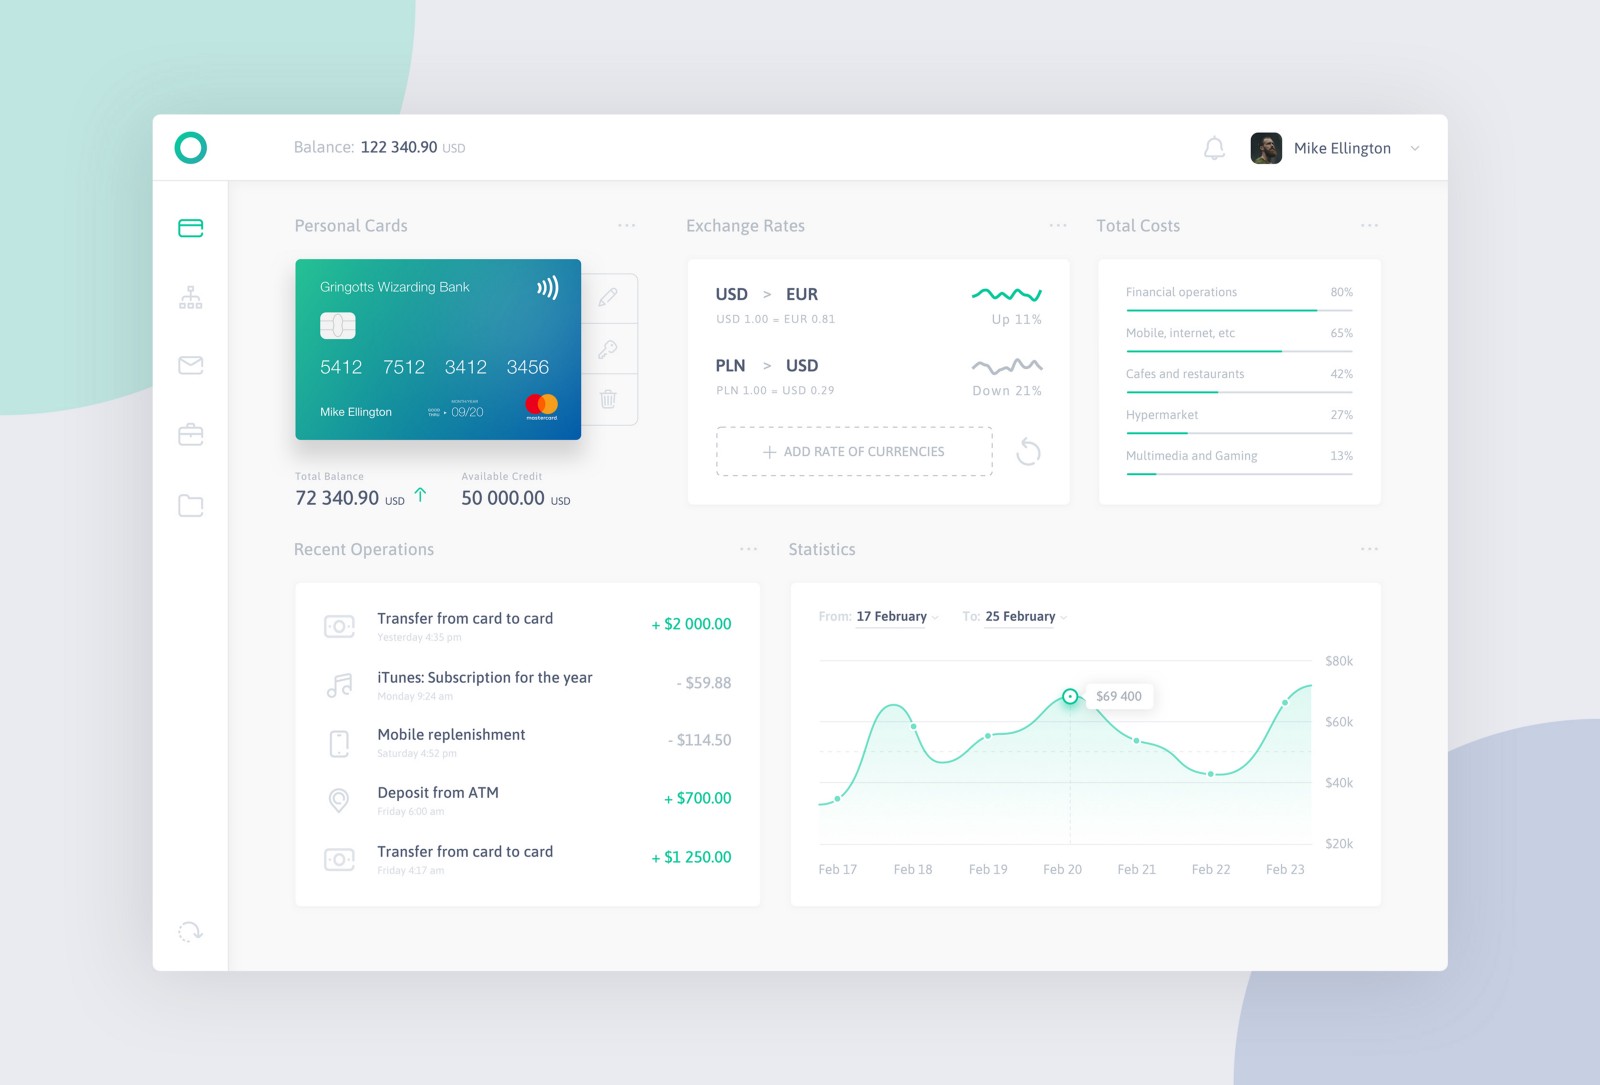 Balance: 122 340.90 USD
Mike Ellington
Personal Cards
Exchange Rates
Total Costs
Gringotts Wizarding Bank
5412 7512 3412 3456
MONTH/YEAR
GOOD THRU
09/20
Mike Ellington
mastercard
Total Balance
72 340.90 USD
Available Credit
50 000.00 USD
USD > EUR
USD 1.00 = EUR 0.81
Up 11%
PLN > USD
PLN 1.00 = USD 0.29
Down 21%
+ ADD RATE OF CURRENCIES
Financial operations 80%
Mobile, internet, etc 65%
Cafes and restaurants 42%
Hypermarket 27%
Multimedia and Gaming 13%
Recent Operations
Transfer from card to card
Yesterday 4:35 pm
+ $2 000.00
iTunes: Subscription for the year
Monday 9:24 am
- $59.88
Mobile replenishment
Saturday 4:52 pm
- $114.50
Deposit from ATM
Friday 6:00 am
+ $700.00
Transfer from card to card
Friday 4:17 am
+ $1 250.00
Statistics
From: 17 February To: 25 February
$80k
$69 400
$60k
$40k
$20k
Feb 17 Feb 18 Feb 19 Feb 20 Feb 21 Feb 22 Feb 23